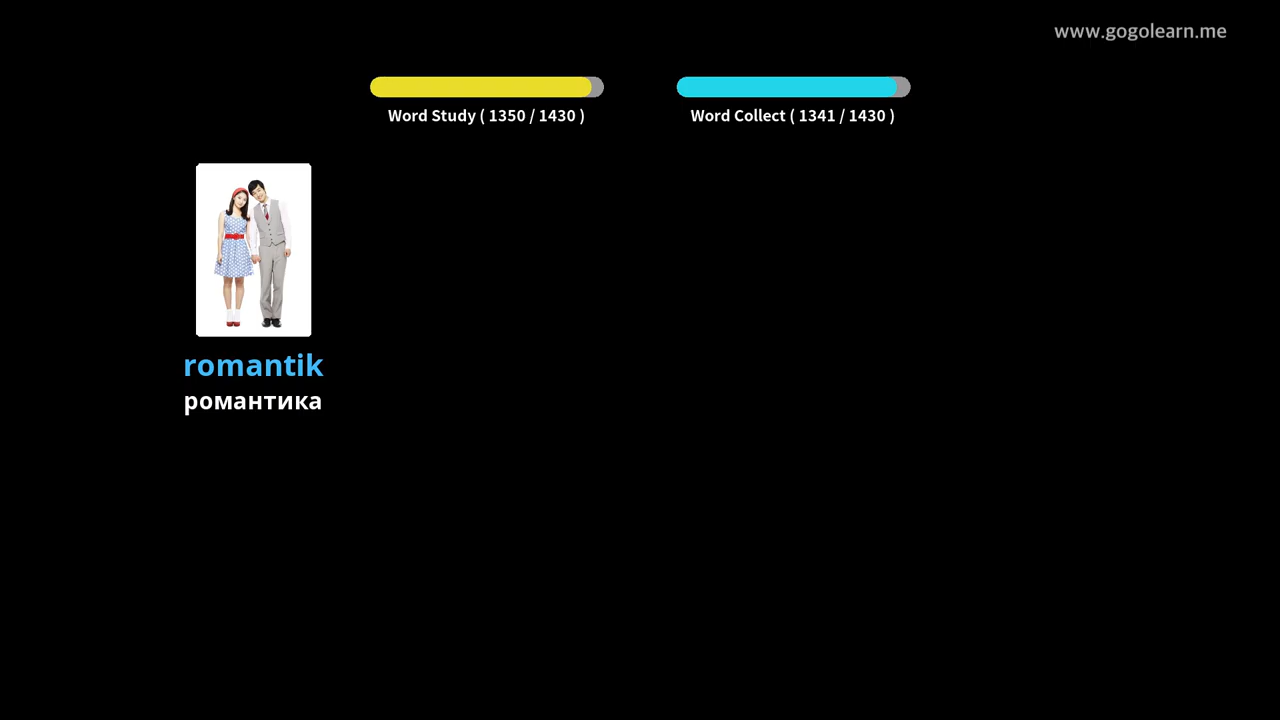 www.gogolearn.me
Word Study ( 1350 / 1430 )
Word Collect ( 1341 / 1430 )
romantik
романтика